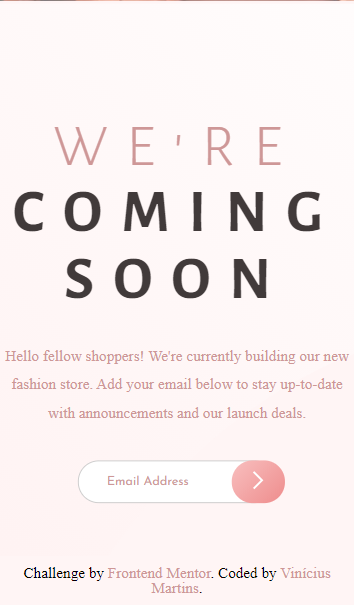 WE'RE
COMING
SOON
Hello fellow shoppers! We're currently building our new
fashion store. Add your email below to stay up-to-date
with announcements and our launch deals.
Email Address
Challenge by Frontend Mentor. Coded by Vinícius
Martins.